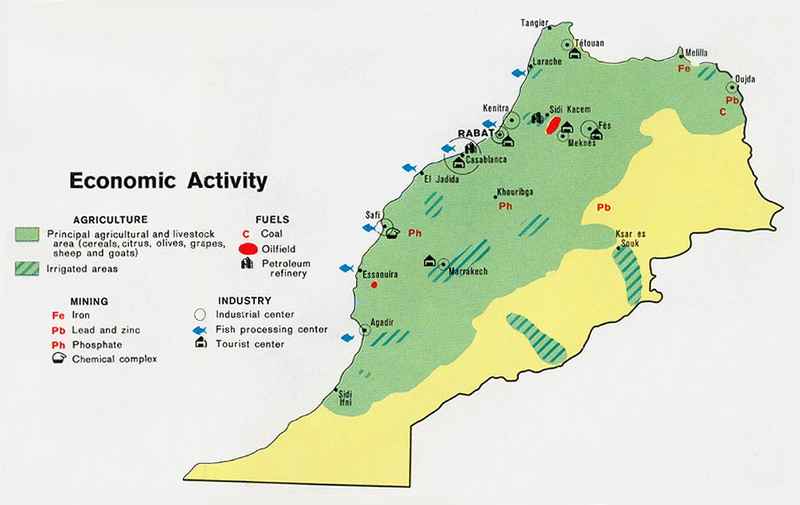 Economic Activity
AGRICULTURE
Principal agricultural and livestock
area (cereals, citrus, olives, grapes,
sheep and goats)
Irrigated areas
FUELS
C Coal
Oilfield
Petroleum
refinery
MINING
Fe Iron
Pb Lead and zinc
Ph Phosphate
Chemical complex
INDUSTRY
Industrial center
Fish processing center
Tourist center
Tangier
Tétouan
Larache
Melilla
Fe
Oujda
Pb
C
Kenitra
Sidi Kacem
RABAT
Fès
Meknès
Casablanca
El Jadida
Khouribga
Ph
Pb
Safi
Ph
Ksar es
Souk
Essaouira
Marrakech
Agadir
Sidi
Ifni